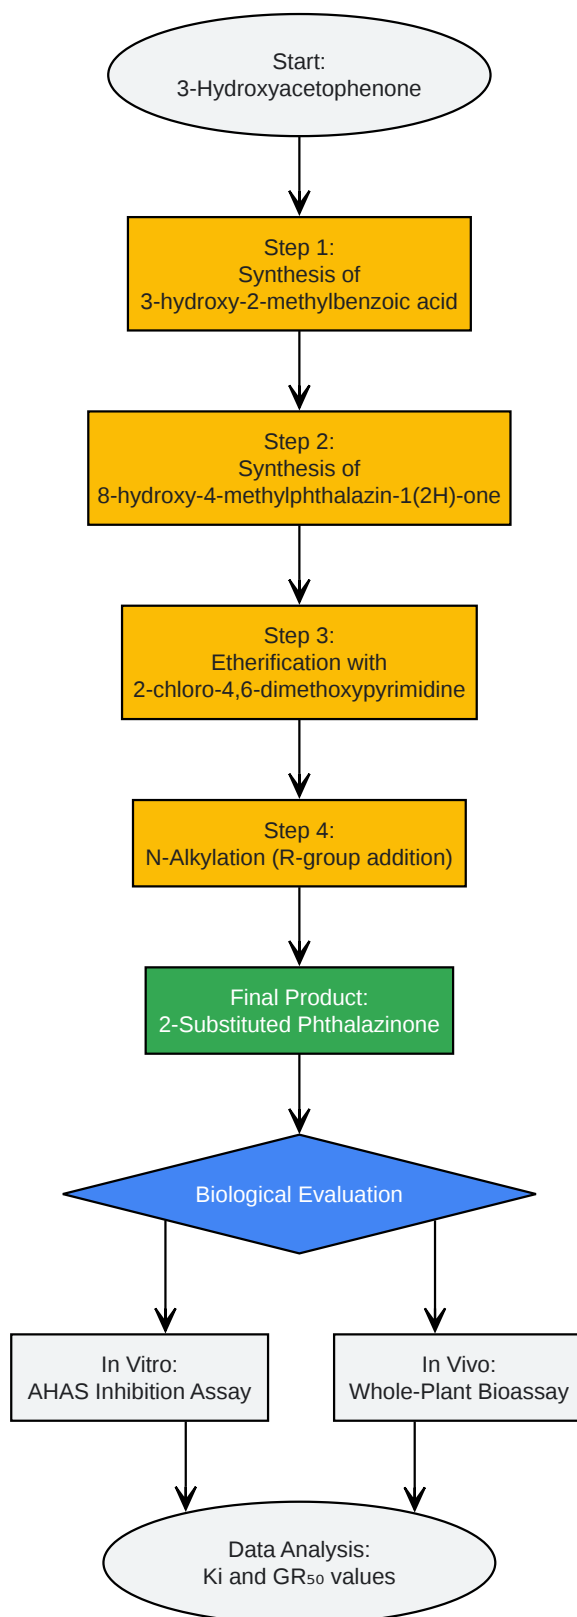 Start:
3-Hydroxyacetophenone
Step 1:
Synthesis of
3-hydroxy-2-methylbenzoic acid
Step 2:
Synthesis of
8-hydroxy-4-methylphthalazin-1(2H)-one
Step 3:
Etherification with
2-chloro-4,6-dimethoxypyrimidine
Step 4:
N-Alkylation (R-group addition)
Final Product:
2-Substituted Phthalazinone
Biological Evaluation
In Vitro:
AHAS Inhibition Assay
In Vivo:
Whole-Plant Bioassay
Data Analysis:
Ki and GR₅₀ values